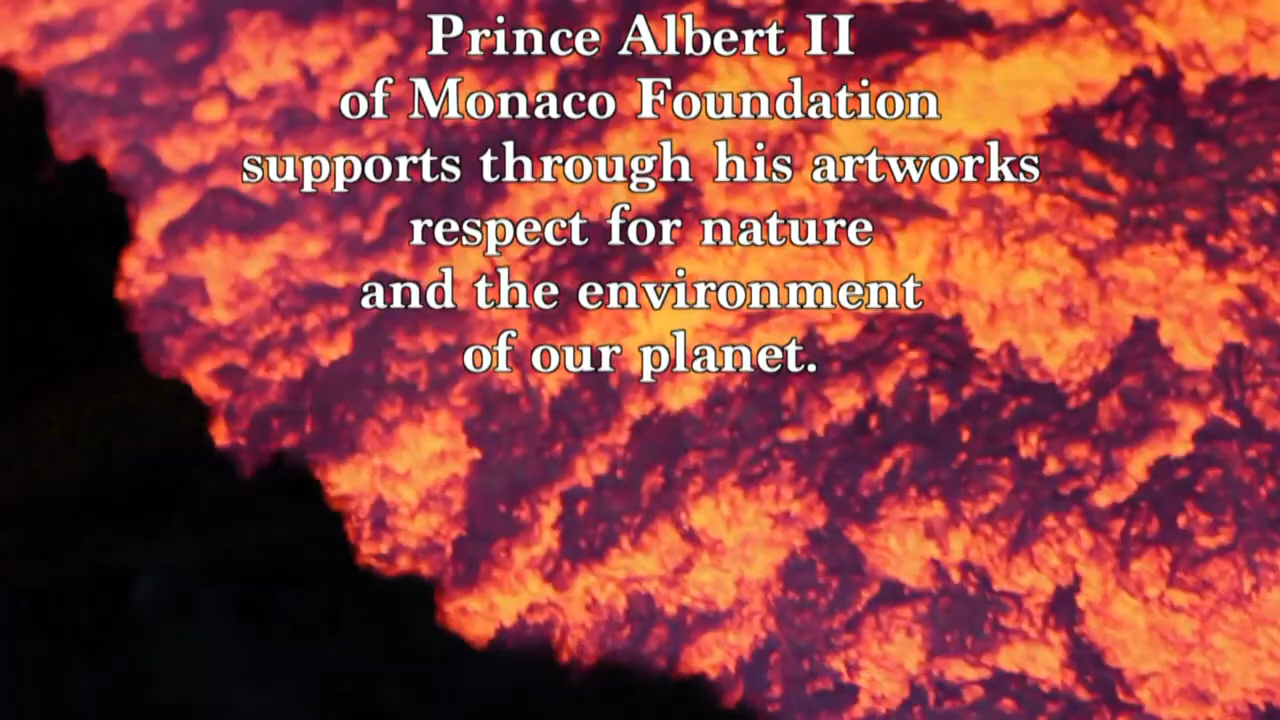 Prince Albert II
of Monaco Foundation
supports through his artworks
respect for nature
and the environment
of our planet.